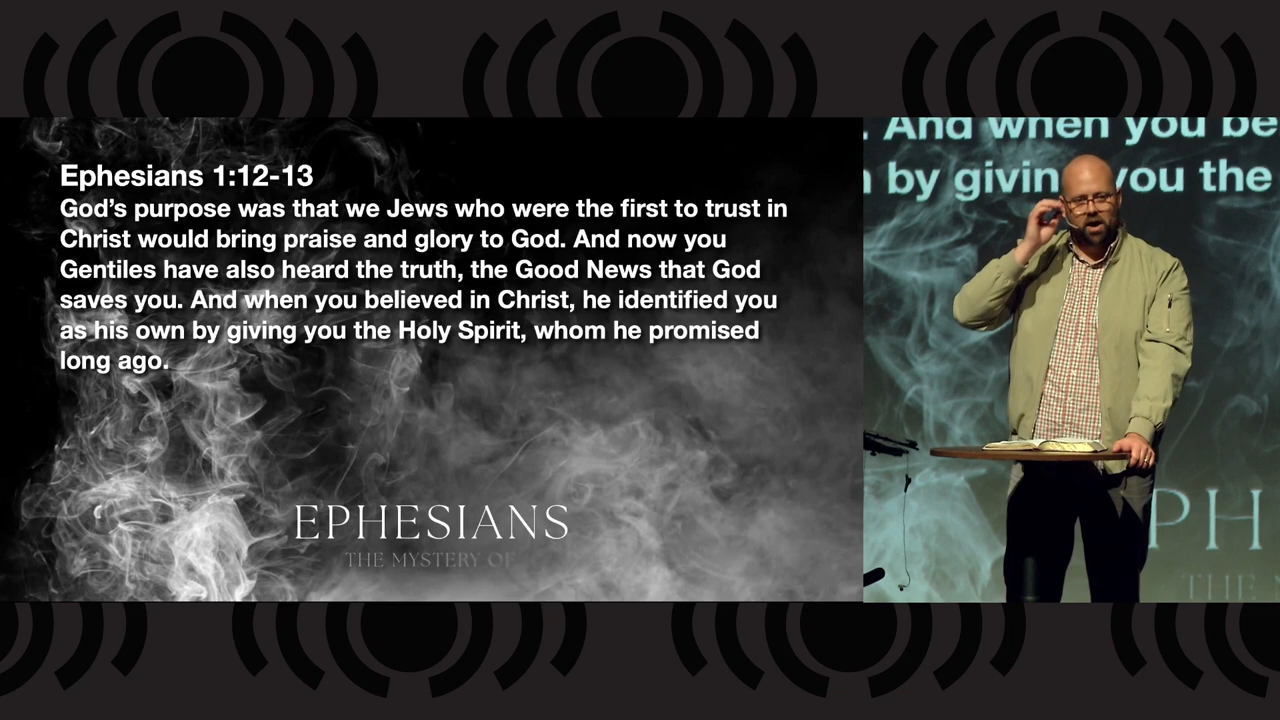 Ephesians 1:12-13
God’s purpose was that we Jews who were the first to trust in
Christ would bring praise and glory to God. And now you
Gentiles have also heard the truth, the Good News that God
saves you. And when you believed in Christ, he identified you
as his own by giving you the Holy Spirit, whom he promised
long ago.
EPHESIANS
THE MYSTERY OF
. And when you be
by givin you the
PH
THE